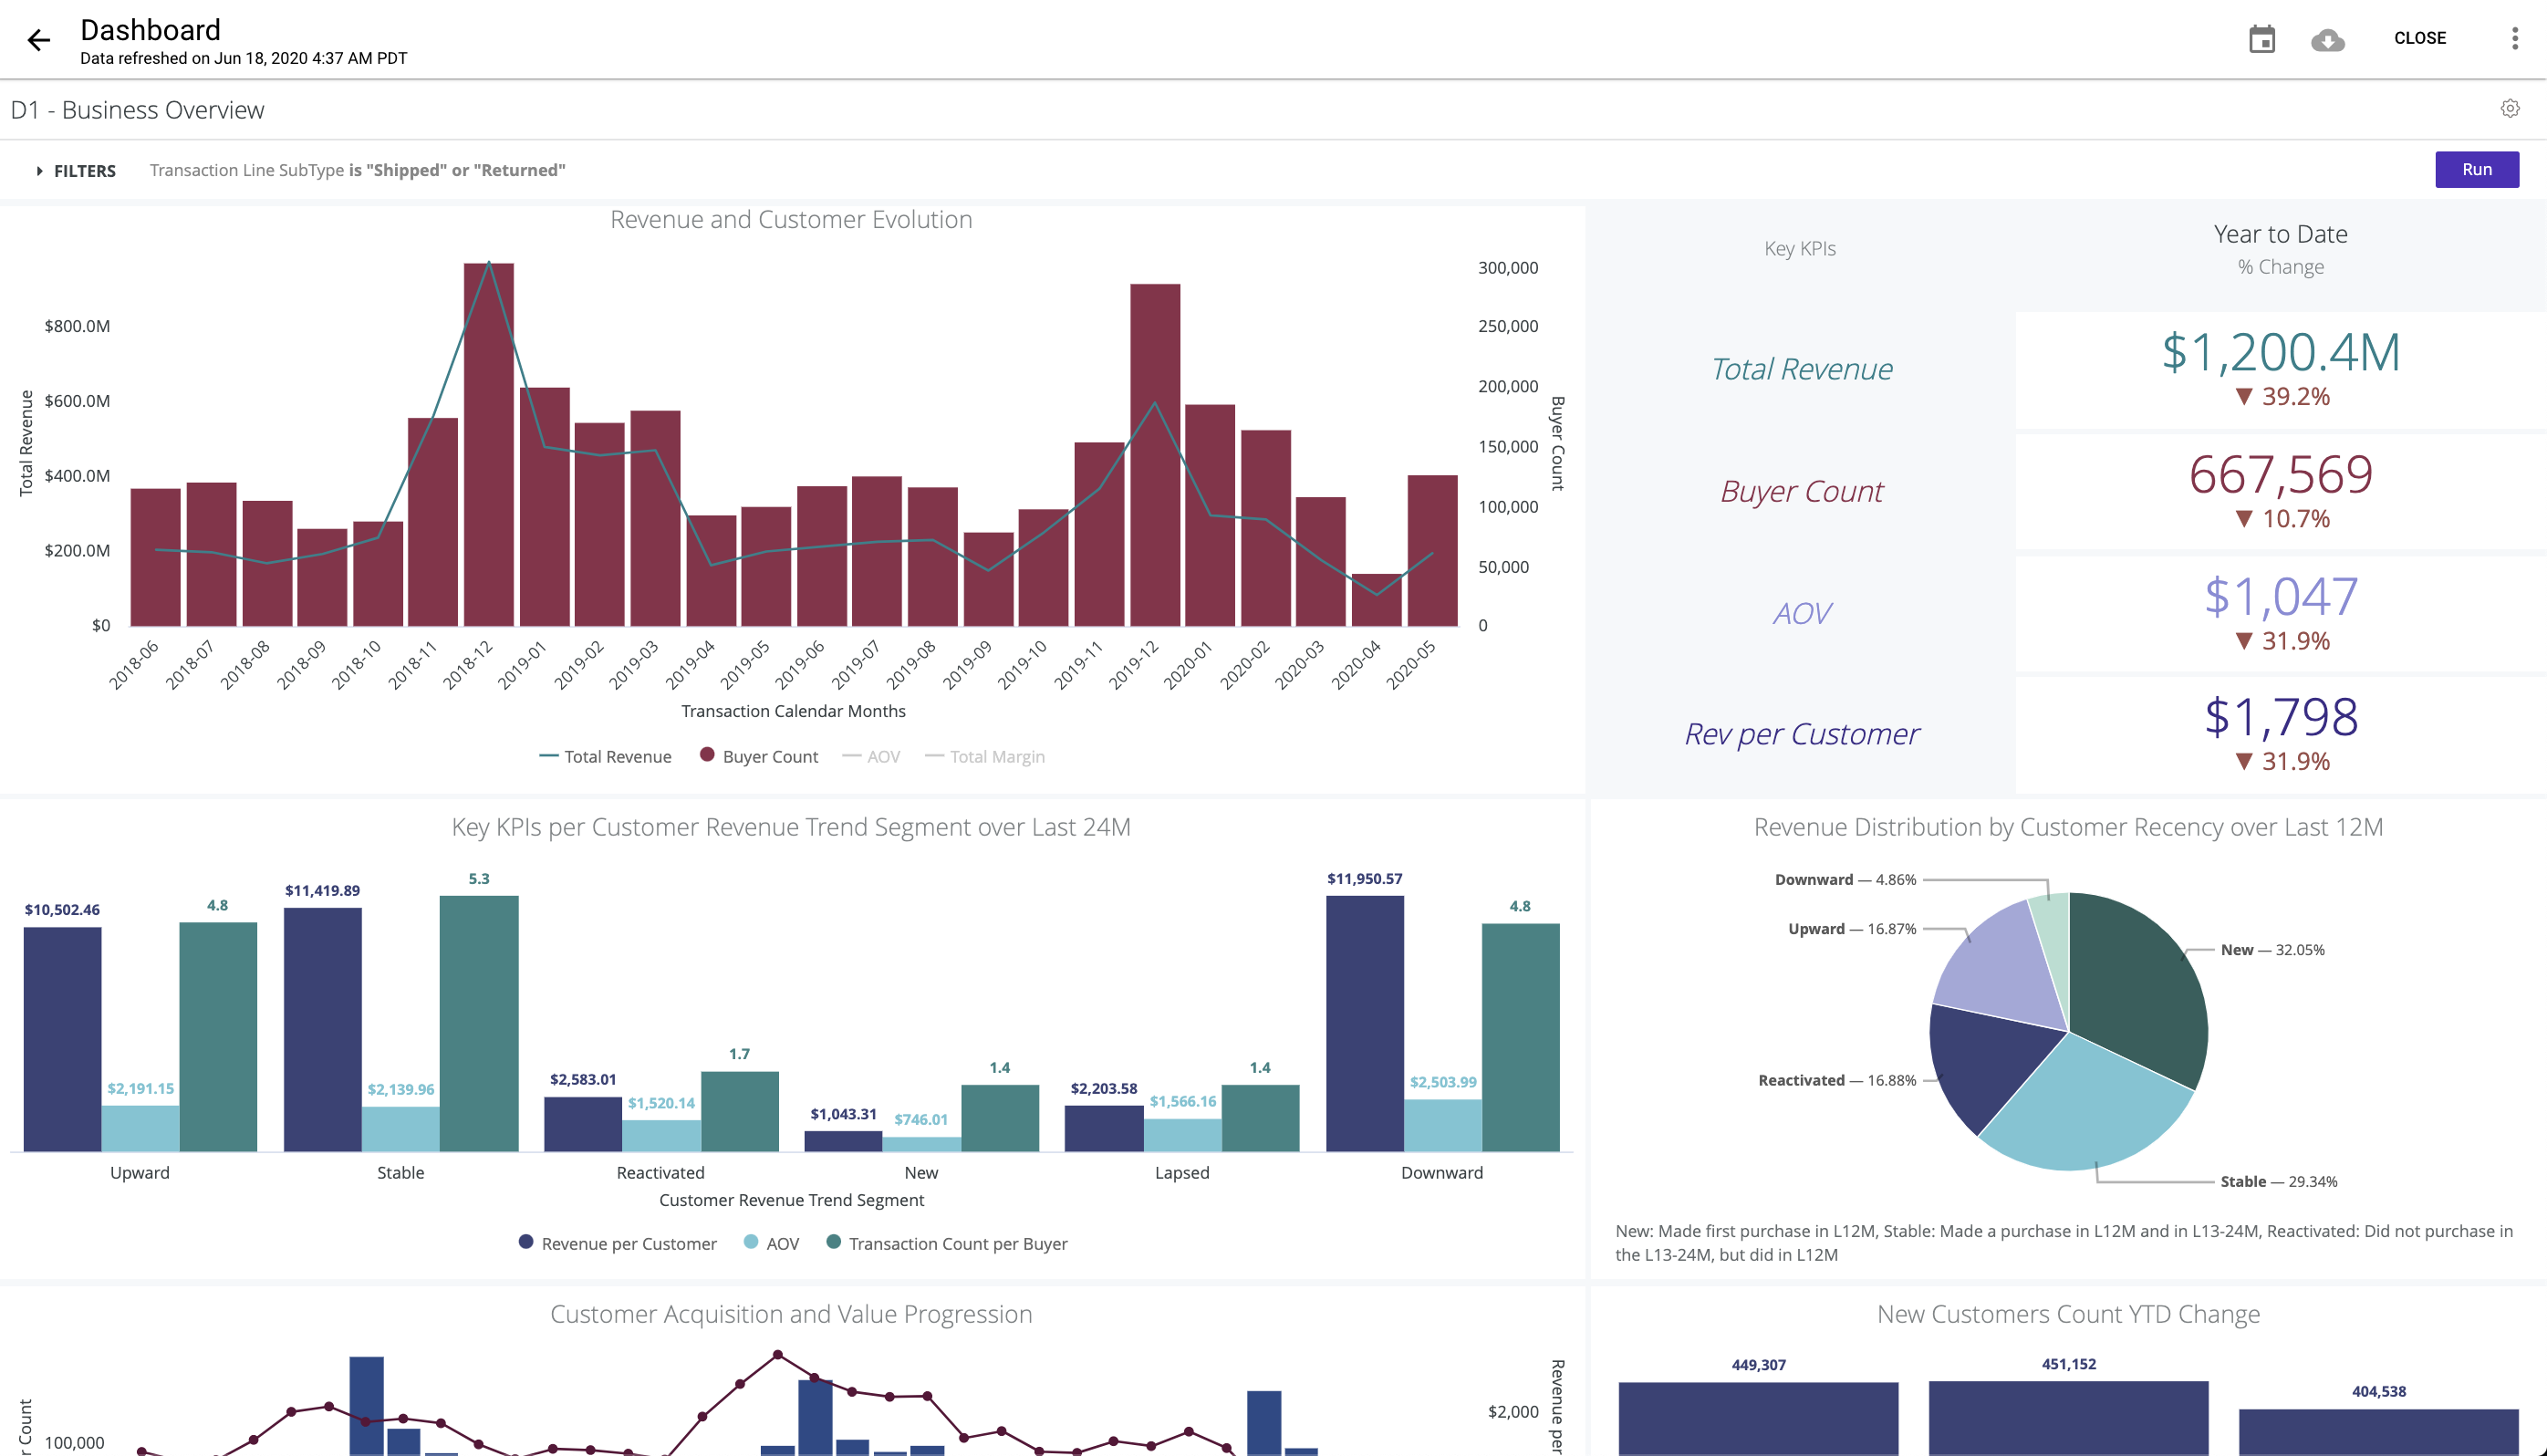 Dashboard
Data refreshed on Jun 18, 2020 4:37 AM PDT
CLOSE
D1 - Business Overview
FILTERS Transaction Line SubType is "Shipped" or "Returned"
Run
Revenue and Customer Evolution
Total Revenue
$800.0M
$600.0M
$400.0M
$200.0M
$0
300,000
250,000
200,000
150,000
100,000
50,000
0
Buyer Count
2018-06 2018-07 2018-08 2018-09 2018-10 2018-11 2018-12 2019-01 2019-02 2019-03 2019-04 2019-05 2019-06 2019-07 2019-08 2019-09 2019-10 2019-11 2019-12 2020-01 2020-02 2020-03 2020-04 2020-05
Transaction Calendar Months
Total Revenue Buyer Count AOV Total Margin
Key KPIs
Year to Date
% Change
Total Revenue
$1,200.4M
▼ 39.2%
Buyer Count
667,569
▼ 10.7%
AOV
$1,047
▼ 31.9%
Rev per Customer
$1,798
▼ 31.9%
Key KPIs per Customer Revenue Trend Segment over Last 24M
$10,502.46 $2,191.15 4.8
$11,419.89 $2,139.96 5.3
$2,583.01 $1,520.14 1.7
$1,043.31 $746.01 1.4
$2,203.58 $1,566.16 1.4
$11,950.57 $2,503.99 4.8
Upward Stable Reactivated New Lapsed Downward
Customer Revenue Trend Segment
Revenue per Customer AOV Transaction Count per Buyer
Revenue Distribution by Customer Recency over Last 12M
Downward — 4.86%
Upward — 16.87%
New — 32.05%
Reactivated — 16.88%
Stable — 29.34%
New: Made first purchase in L12M, Stable: Made a purchase in L12M and in L13-24M, Reactivated: Did not purchase in
the L13-24M, but did in L12M
Customer Acquisition and Value Progression
r Count
100,000
$2,000
Revenue per
New Customers Count YTD Change
449,307
451,152
404,538